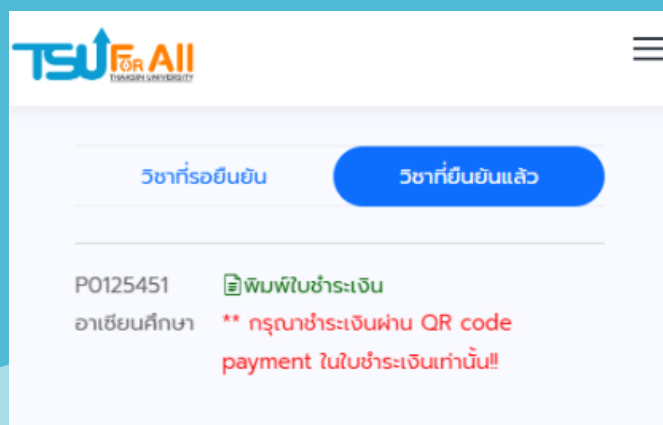 TSU FOR All
THAKSIN UNIVERSITY
วิชาที่รอยืนยัน
วิชาที่ยืนยันแล้ว
P0125451
พิมพ์ใบชำระเงิน
อาเซียนศึกษา
** กรุณาชำระเงินผ่าน QR code
payment ในใบชำระเงินเท่านั้น!!